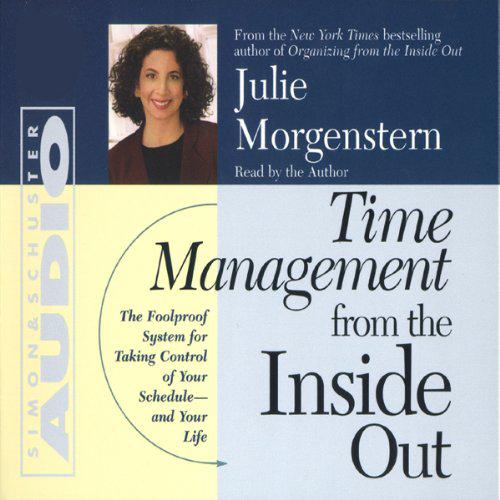 From the New York Times bestselling
author of Organizing from the Inside Out
Julie
Morgenstern
Read by the Author
Time
Management
from the
Inside
Out
The Foolproof
System for
Taking Control
of Your
Schedule—
and Your
Life
SIMON & SCHUSTER
AUDIO